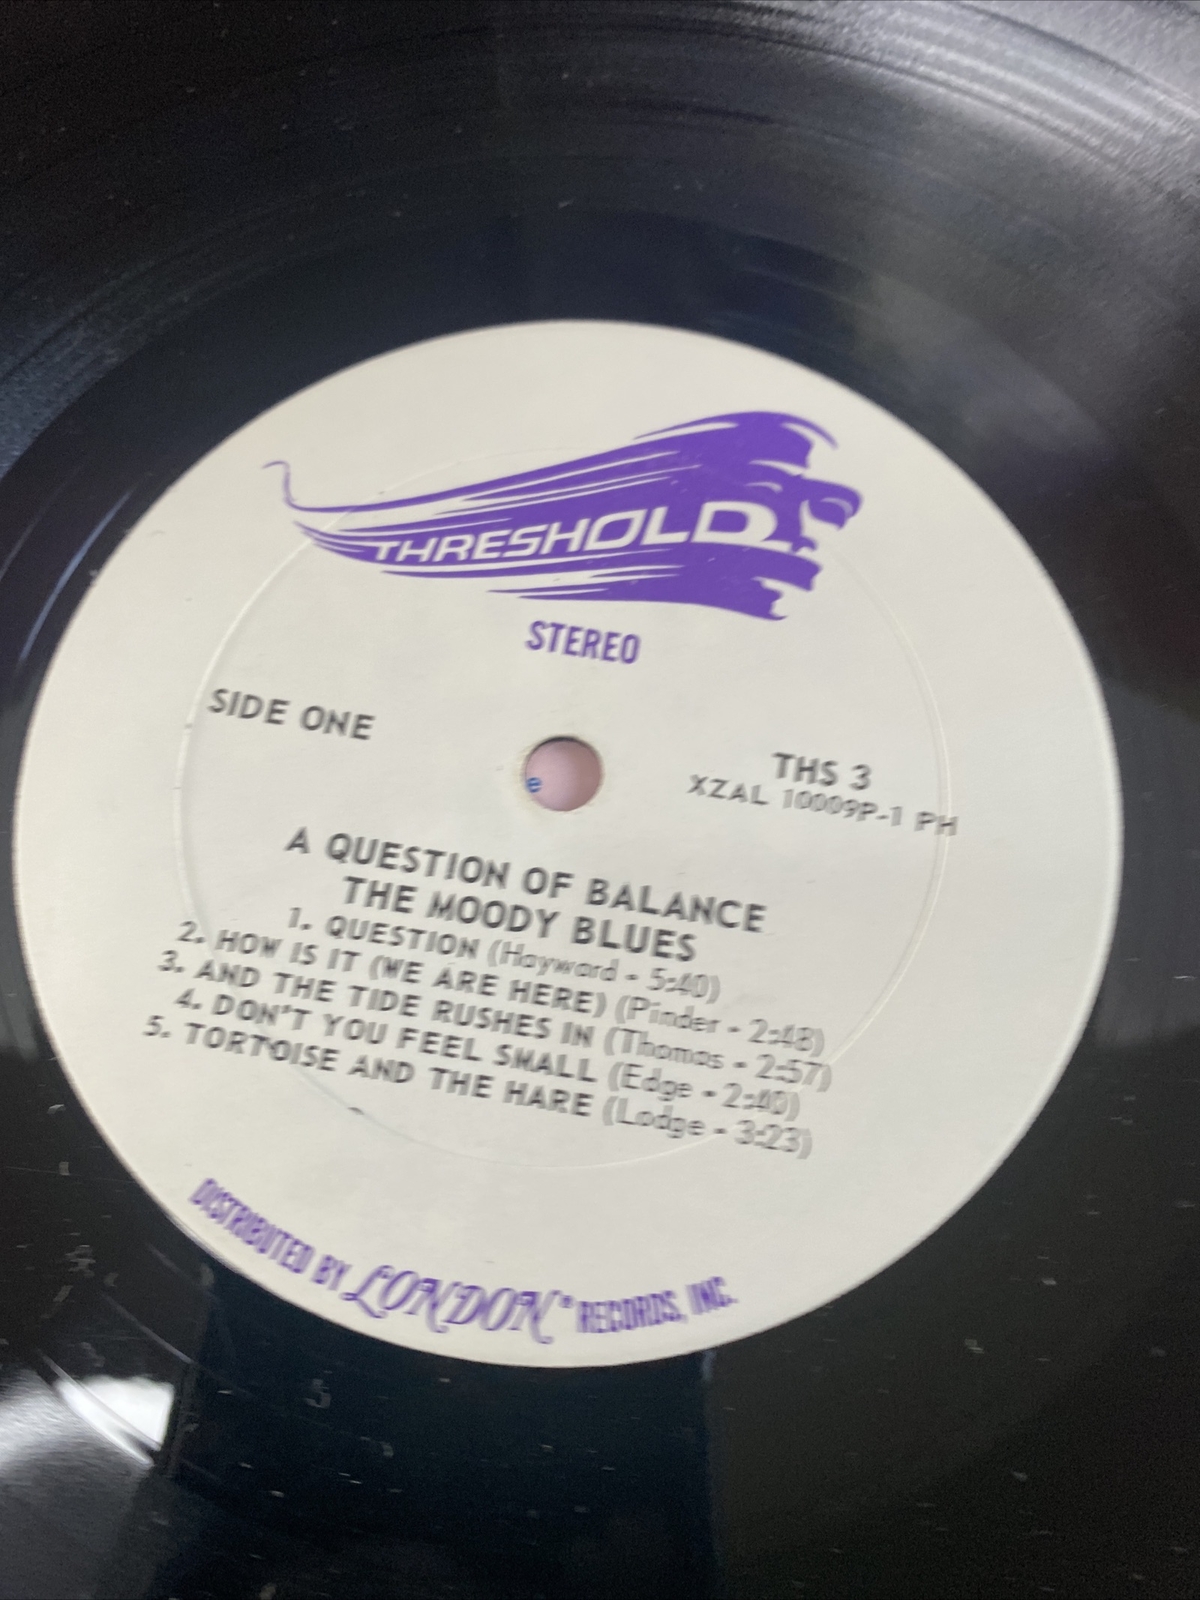 THRESHOLD
STEREO
SIDE ONE
THS 3
XZAL 10009P-1 PH
A QUESTION OF BALANCE
THE MOODY BLUES
1. QUESTION (Hayward - 5:40)
2. HOW IS IT (WE ARE HERE) (Pinder - 2:48)
3. AND THE TIDE RUSHES IN (Thomas - 2:57)
4. DON'T YOU FEEL SMALL (Edge - 2:40)
5. TORTOISE AND THE HARE (Lodge - 3:23)
DISTRIBUTED BY LONDON® RECORDS, INC.
e